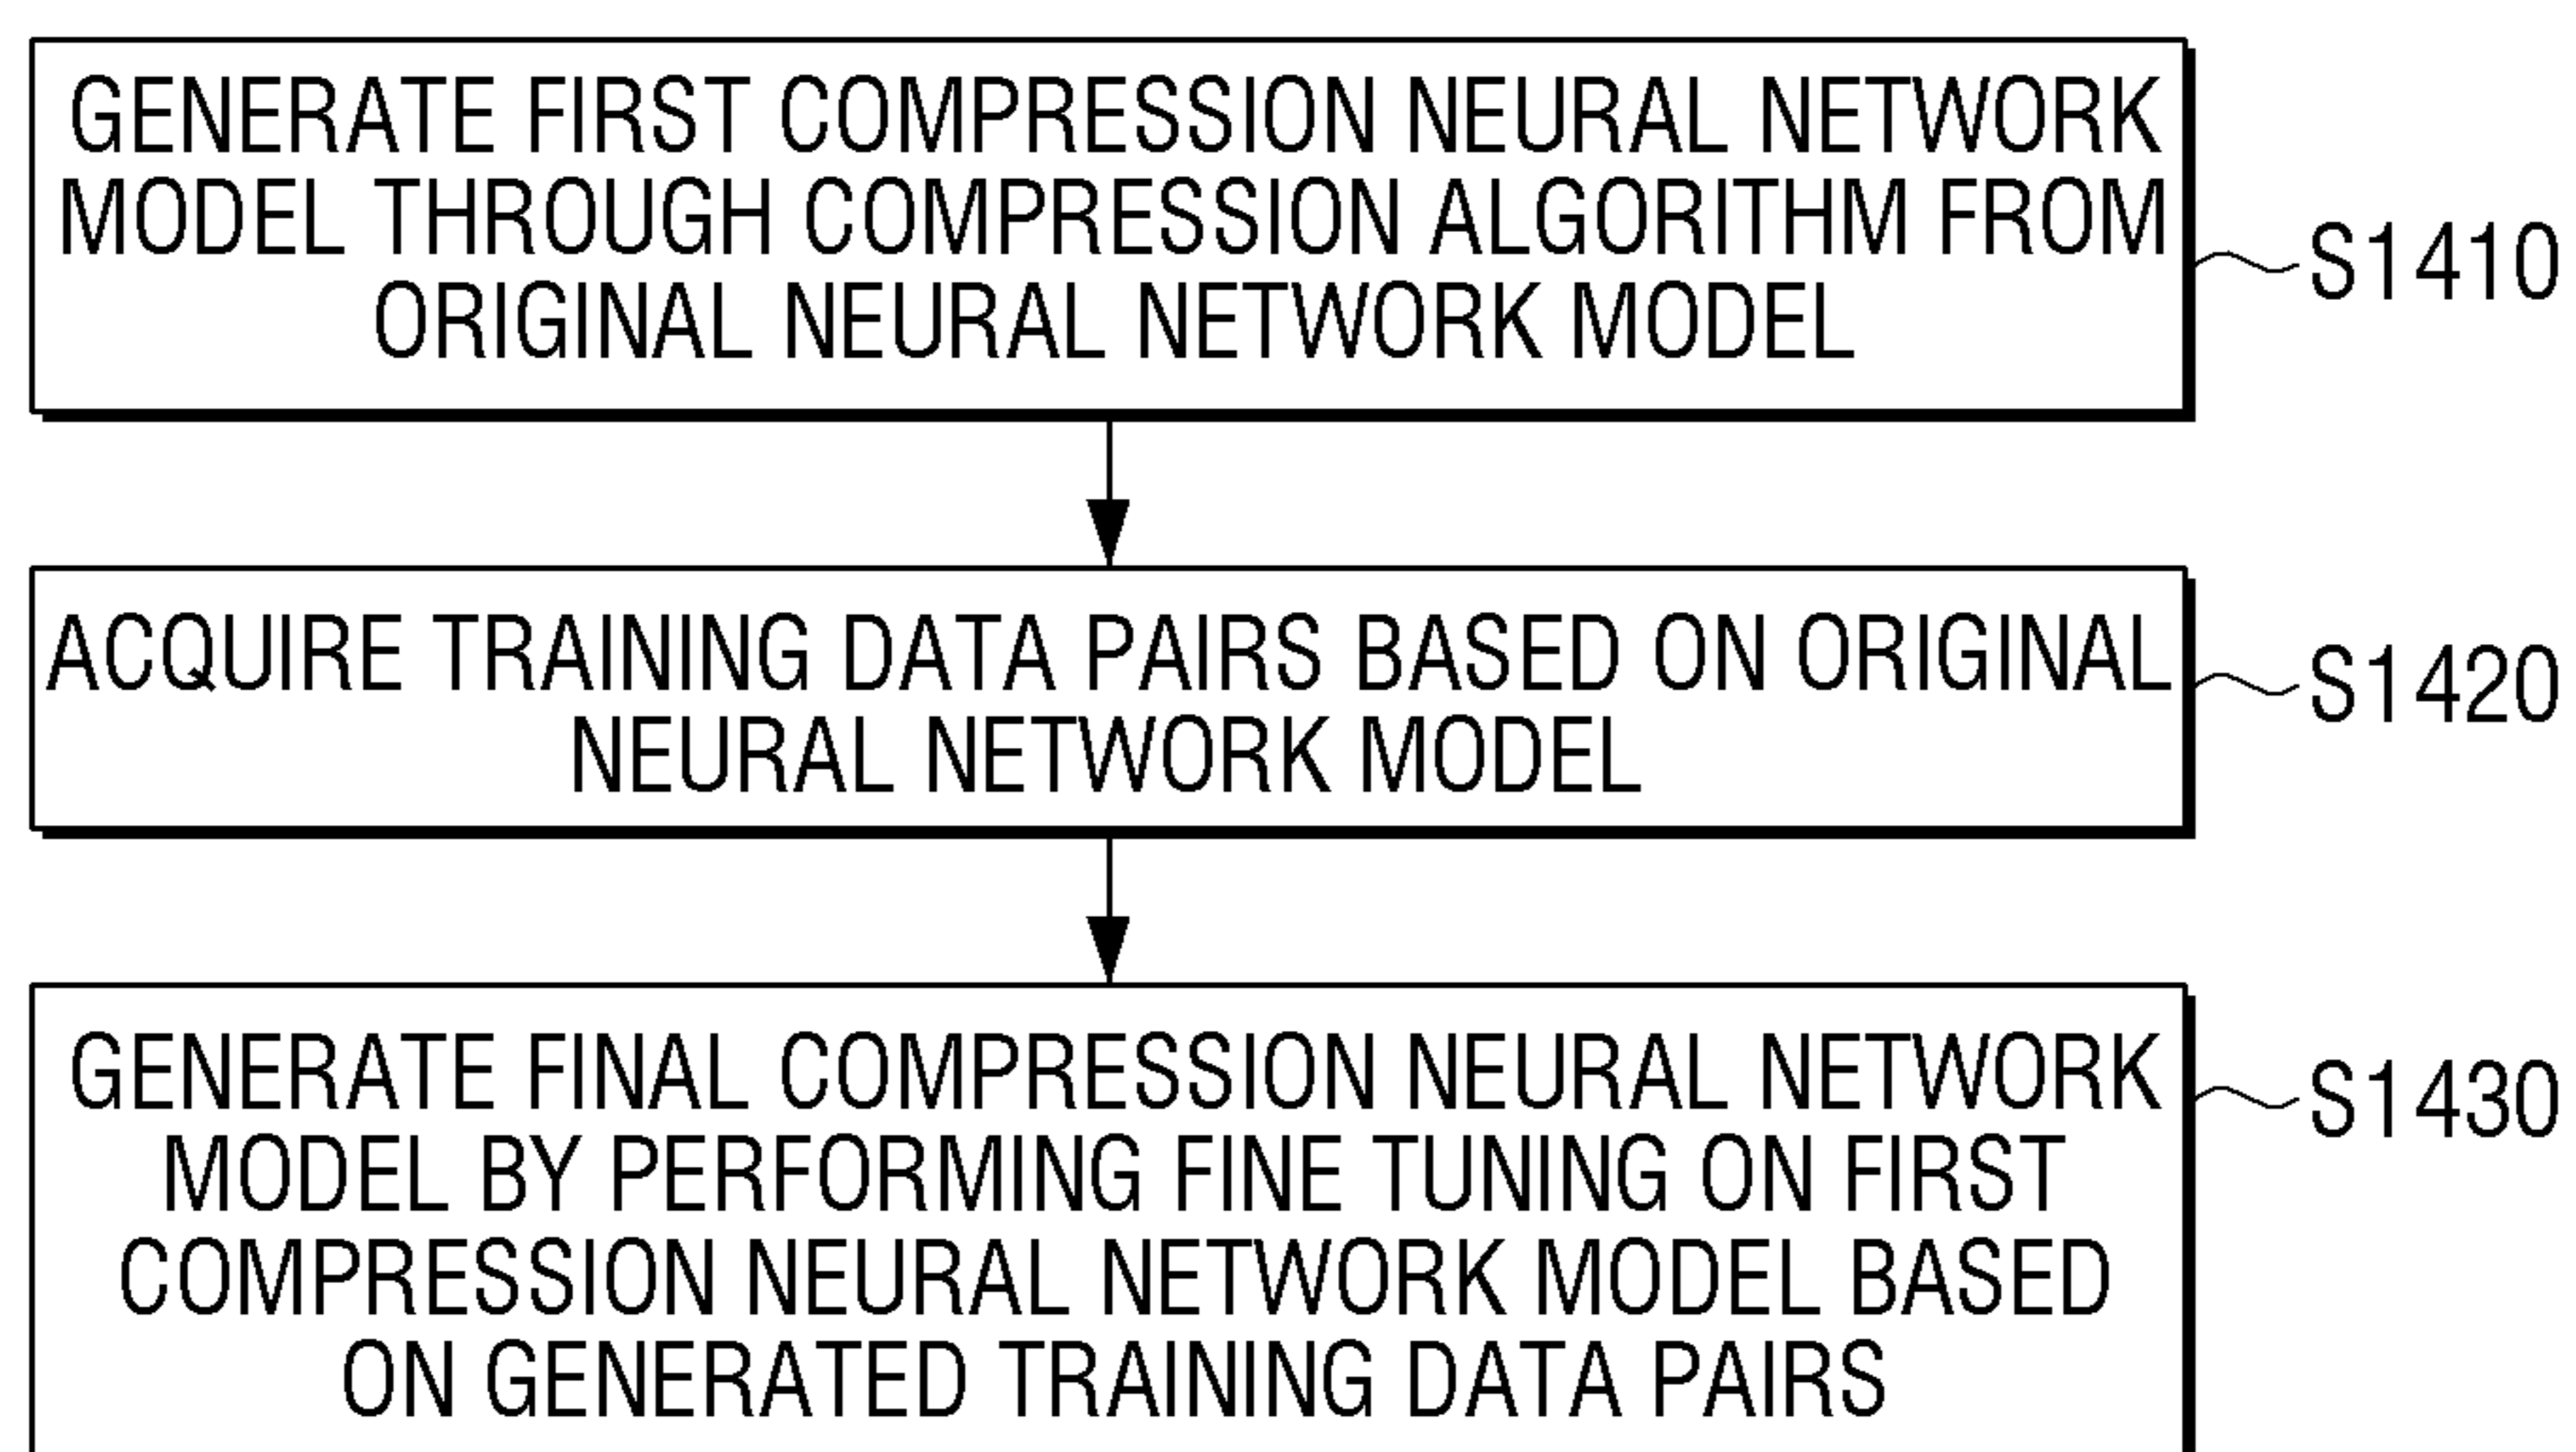 GENERATE FIRST COMPRESSION NEURAL NETWORK
MODEL THROUGH COMPRESSION ALGORITHM FROM
ORIGINAL NEURAL NETWORK MODEL
S1410
ACQUIRE TRAINING DATA PAIRS BASED ON ORIGINAL
NEURAL NETWORK MODEL
S1420
GENERATE FINAL COMPRESSION NEURAL NETWORK
MODEL BY PERFORMING FINE TUNING ON FIRST
COMPRESSION NEURAL NETWORK MODEL BASED
ON GENERATED TRAINING DATA PAIRS
S1430